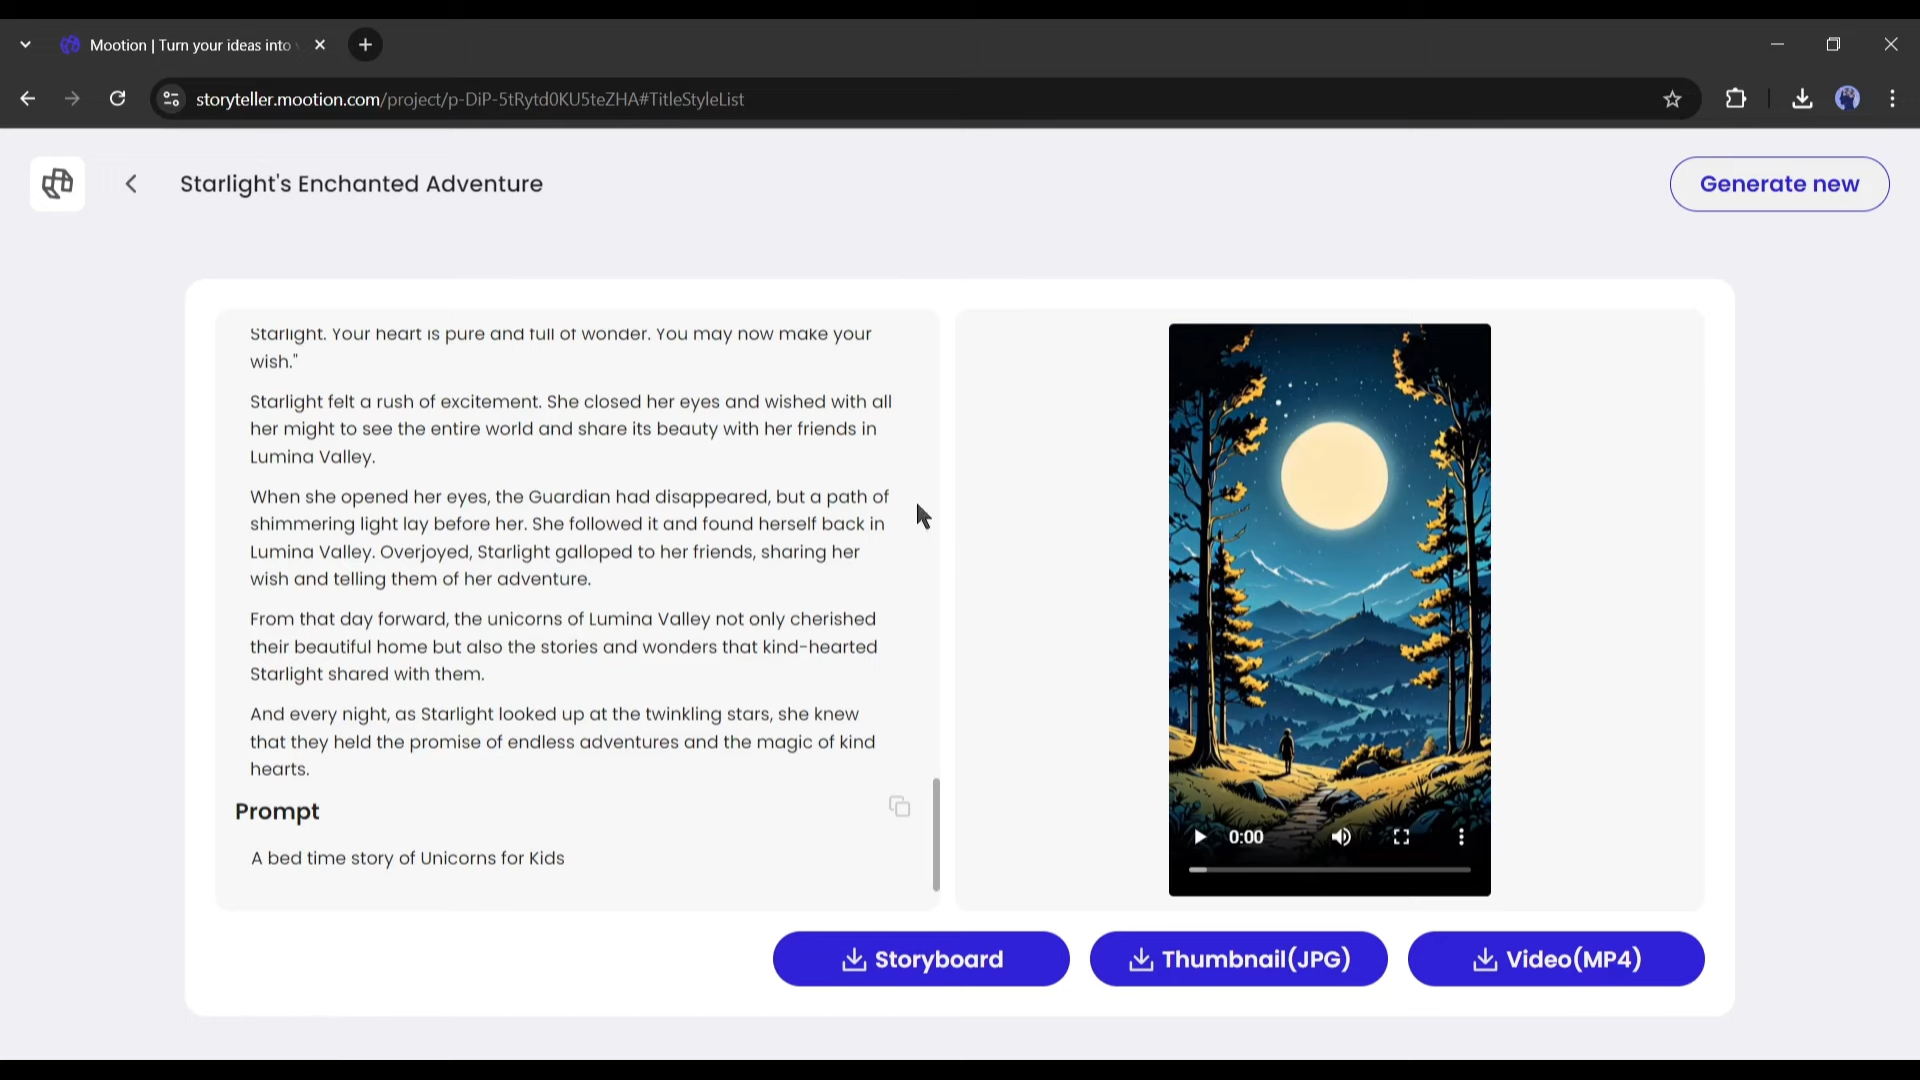 Mootion | Turn your ideas into
storyteller.mootion.com/project/p-DiP-5tRytd0KU5teZHA#TitleStyleList
Starlight's Enchanted Adventure
Generate new
Starlight. Your heart is pure and full of wonder. You may now make your
wish."
Starlight felt a rush of excitement. She closed her eyes and wished with all
her might to see the entire world and share its beauty with her friends in
Lumina Valley.
When she opened her eyes, the Guardian had disappeared, but a path of
shimmering light lay before her. She followed it and found herself back in
Lumina Valley. Overjoyed, Starlight galloped to her friends, sharing her
wish and telling them of her adventure.
From that day forward, the unicorns of Lumina Valley not only cherished
their beautiful home but also the stories and wonders that kind-hearted
Starlight shared with them.
And every night, as Starlight looked up at the twinkling stars, she knew
that they held the promise of endless adventures and the magic of kind
hearts.
Prompt
A bed time story of Unicorns for Kids
0:00
Storyboard
Thumbnail(JPG)
Video(MP4)